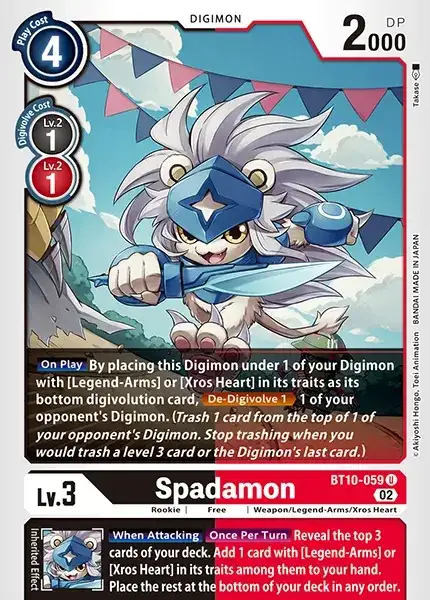 DIGIMON
Play Cost
4
DP
2000
Digivolve Cost
Lv.2
1
Lv.2
1
Takase
© Akiyoshi Hongo, Toei Animation BANDAI MADE IN JAPAN
On Play By placing this Digimon under 1 of your Digimon
with [Legend-Arms] or [Xros Heart] in its traits as its
bottom digivolution card, De-Digivolve 1 1 of your
opponent's Digimon. (Trash 1 card from the top of 1 of
your opponent's Digimon. Stop trashing when you
would trash a level 3 card or the Digimon's last card.)
Lv.3
Spadamon
BT10-059 U
02
Rookie | Free | Weapon/Legend-Arms/Xros Heart
Inherited Effect
When Attacking Once Per Turn Reveal the top 3
cards of your deck. Add 1 card with [Legend-Arms] or
[Xros Heart] in its traits among them to your hand.
Place the rest at the bottom of your deck in any order.